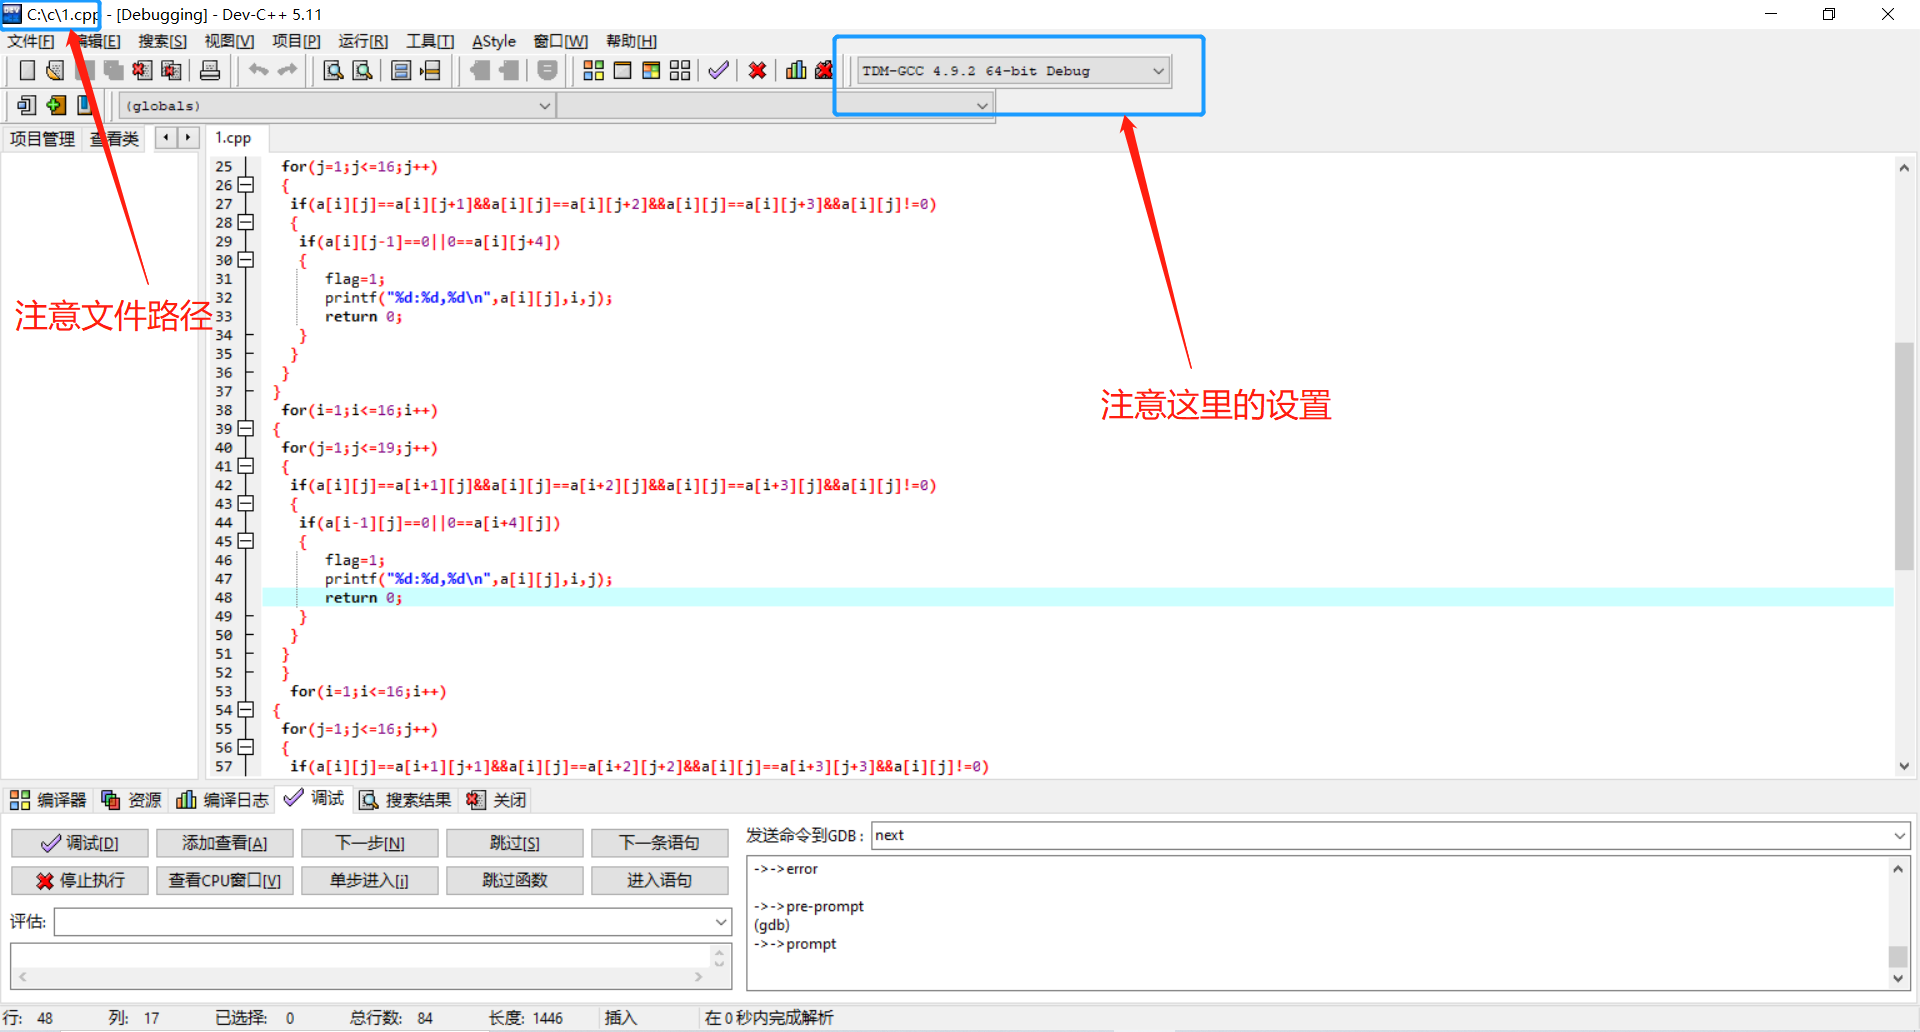 C:\c\1.cpp - [Debugging] - Dev-C++ 5.11
文件[F] 编辑[E] 搜索[S] 视图[V] 项目[P] 运行[R] 工具[T] AStyle 窗口[W] 帮助[H]
TDM-GCC 4.9.2 64-bit Debug
(globals)
项目管理 查看类 1.cpp
25 for(j=1;j<=16;j++)
26 {
27 if(a[i][j]==a[i][j+1]&&a[i][j]==a[i][j+2]&&a[i][j]==a[i][j+3]&&a[i][j]!=0)
28 {
29 if(a[i][j-1]==0||0==a[i][j+4])
30 {
31 flag=1;
32 printf("%d:%d,%d\n",a[i][j],i,j);
33 return 0;
34 }
35 }
36 }
37 }
38 for(i=1;i<=16;i++)
39 {
40 for(j=1;j<=19;j++)
41 {
42 if(a[i][j]==a[i+1][j]&&a[i][j]==a[i+2][j]&&a[i][j]==a[i+3][j]&&a[i][j]!=0)
43 {
44 if(a[i-1][j]==0||0==a[i+4][j])
45 {
46 flag=1;
47 printf("%d:%d,%d\n",a[i][j],i,j);
48 return 0;
49 }
50 }
51 }
52 }
53 for(i=1;i<=16;i++)
54 {
55 for(j=1;j<=16;j++)
56 {
57 if(a[i][j]==a[i+1][j+1]&&a[i][j]==a[i+2][j+2]&&a[i][j]==a[i+3][j+3]&&a[i][j]!=0)
注意文件路径
注意这里的设置
编译器 资源 编译日志 调试 搜索结果 关闭
调试[D] 添加查看[A] 下一步[N] 跳过[S] 下一条语句
停止执行 查看CPU窗口[V] 单步进入[i] 跳过函数 进入语句
评估:
发送命令到GDB: next
->->error
->->pre-prompt
(gdb)
->->prompt
行: 48 列: 17 已选择: 0 总行数: 84 长度: 1446 插入 在 0 秒内完成解析